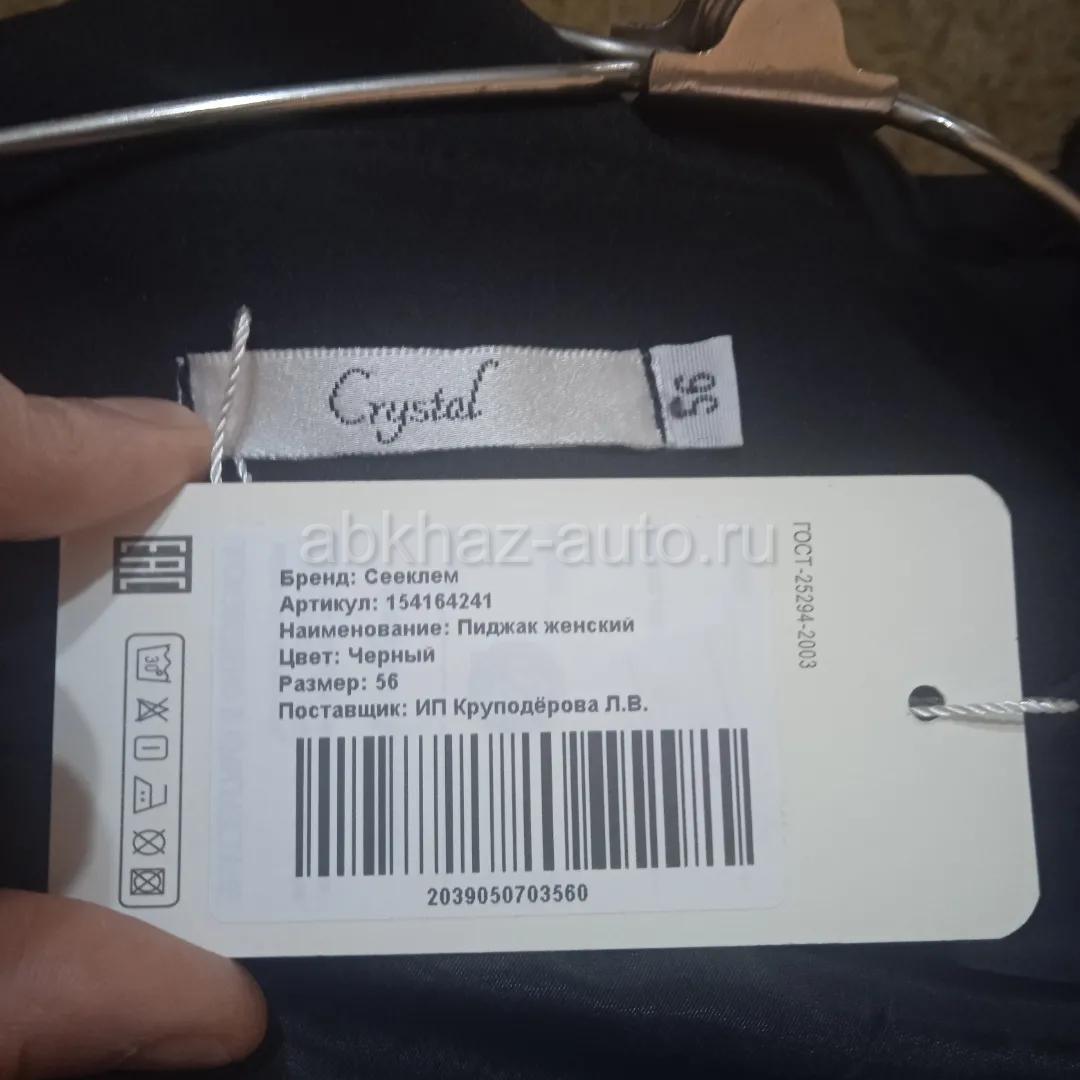 Crystal
56
abkhaz-auto.ru
EAC
ГОСТ-25294-2003
Бренд: Сееклем
Артикул: 154164241
Наименование: Пиджак женский
Цвет: Черный
Размер: 56
Поставщик: ИП Круподёрова Л.В.
30°
2039050703560